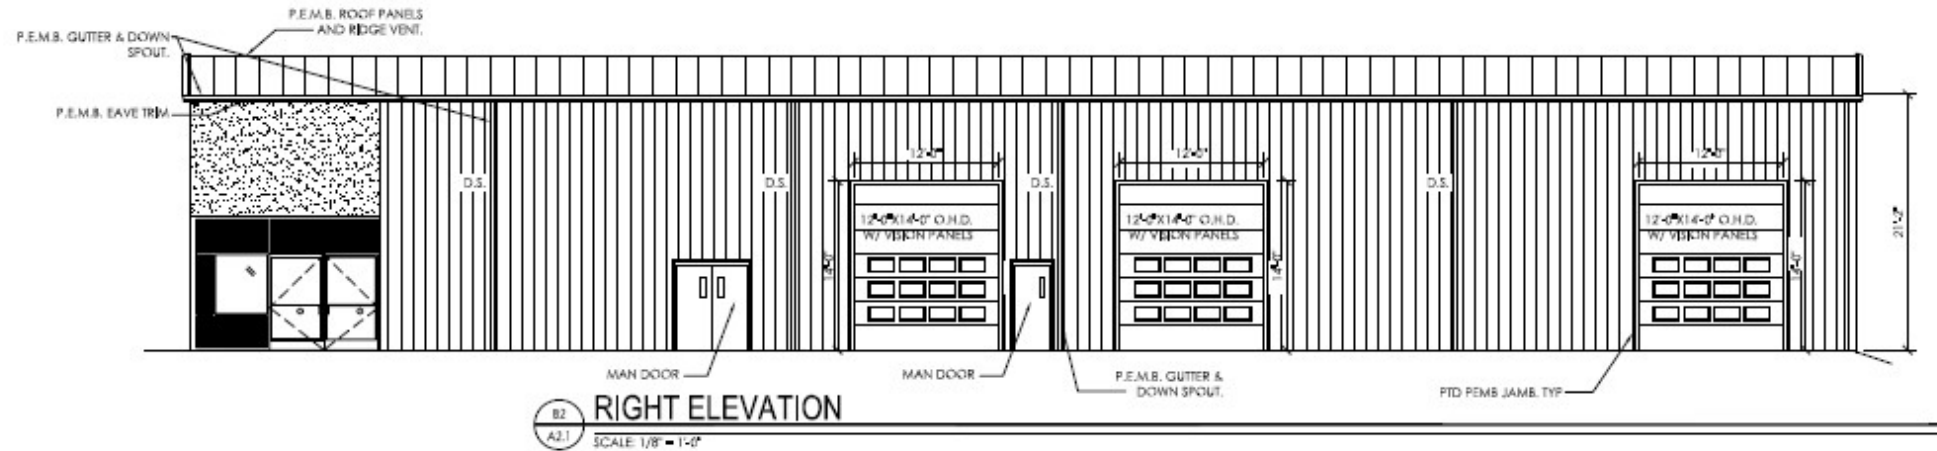 P.E.M.B. ROOF PANELS
AND RIDGE VENT.
P.E.M.B. GUTTER & DOWN
SPOUT.
P.E.M.B. EAVE TRIM
D.S.
D.S.
D.S.
D.S.
12'-0"
12'-0"
12'-0"
12'-0"X14'-0" O.H.D.
W/ VISION PANELS
12'-0"X14'-0" O.H.D.
W/ VISION PANELS
12'-0"X14'-0" O.H.D.
W/ VISION PANELS
14'-0"
14'-0"
14'-0"
21'-2"
MAN DOOR
MAN DOOR
P.E.M.B. GUTTER &
DOWN SPOUT.
PTD PEMB JAMB. TYP
B2
A2.1
RIGHT ELEVATION
SCALE: 1/8" = 1'-0"